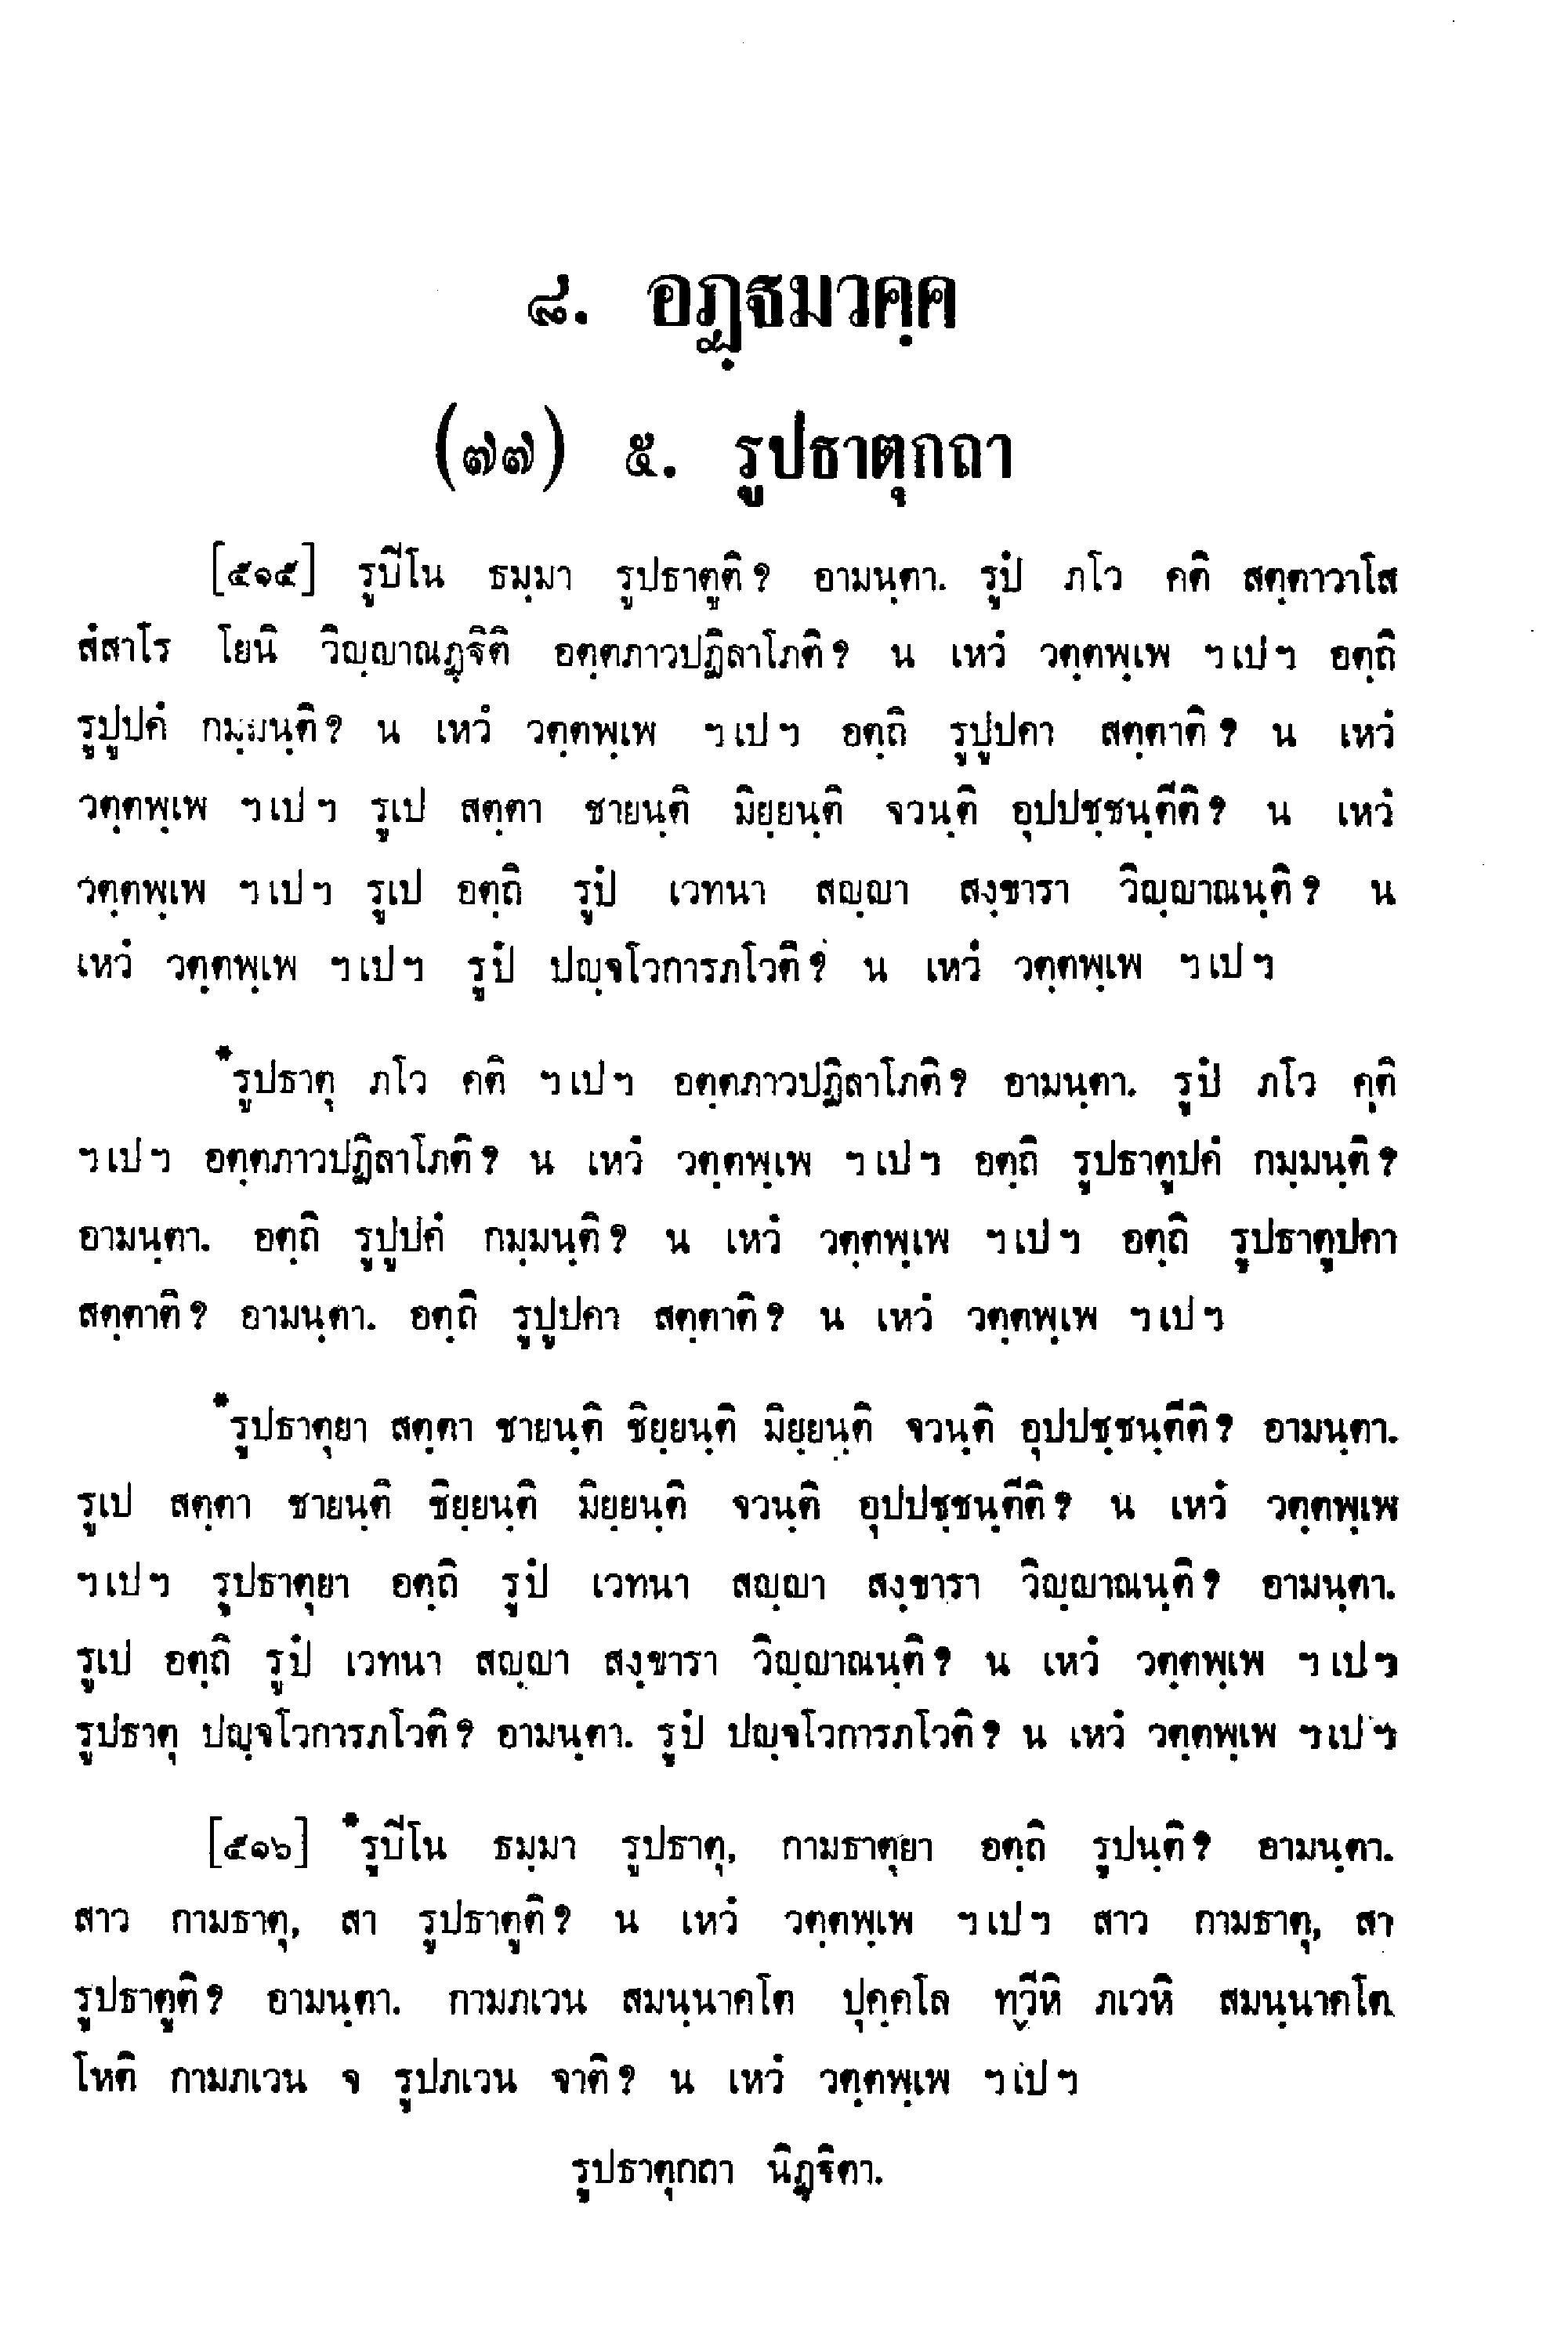 ๘. อฏฺฐมวคฺค
(๗๗) ๕. รูปธาตุกถา
[๕๑๕] รูปิโน ธมฺมา รูปธาตูติ? อามนฺตา. รูปํ ภโว คติ สตฺตาวาโส
สํสาโร โยนิ วิญฺญาณฏฺฐิติ อตฺตภาวปฏิลาโภติ? น เหวํ วตฺตพฺเพ ฯเปฯ อตฺถิ
รูปูปคํ กมฺมนฺติ? น เหวํ วตฺตพฺเพ ฯเปฯ อตฺถิ รูปูปคา สตฺตาติ? น เหวํ
วตฺตพฺเพ ฯเปฯ รูเป สตฺตา ชายนฺติ มิยฺยนฺติ จวนฺติ อุปปชฺชนฺตีติ? น เหวํ
วตฺตพฺเพ ฯเปฯ รูเป อตฺถิ รูปํ เวทนา สญฺญา สงฺขารา วิญฺญาณนฺติ? น
เหวํ วตฺตพฺเพ ฯเปฯ รูปํ ปญฺจโวการภโวติ? น เหวํ วตฺตพฺเพ ฯเปฯ
*รูปธาตุ ภโว คติ ฯเปฯ อตฺตภาวปฏิลาโภติ? อามนฺตา. รูปํ ภโว คติ
ฯเปฯ อตฺตภาวปฏิลาโภติ? น เหวํ วตฺตพฺเพ ฯเปฯ อตฺถิ รูปธาตูปคํ กมฺมนฺติ?
อามนฺตา. อตฺถิ รูปูปคํ กมฺมนฺติ? น เหวํ วตฺตพฺเพ ฯเปฯ อตฺถิ รูปธาตูปคา
สตฺตาติ? อามนฺตา. อตฺถิ รูปูปคา สตฺตาติ? น เหวํ วตฺตพฺเพ ฯเปฯ
*รูปธาตุยา สตฺตา ชายนฺติ ชิยฺยนฺติ มิยฺยนฺติ จวนฺติ อุปปชฺชนฺตีติ? อามนฺตา.
รูเป สตฺตา ชายนฺติ ชิยฺยนฺติ มิยฺยนฺติ จวนฺติ อุปปชฺชนฺตีติ? น เหวํ วตฺตพฺเพ
ฯเปฯ รูปธาตุยา อตฺถิ รูปํ เวทนา สญฺญา สงฺขารา วิญฺญาณนฺติ? อามนฺตา.
รูเป อตฺถิ รูปํ เวทนา สญฺญา สงฺขารา วิญฺญาณนฺติ? น เหวํ วตฺตพฺเพ ฯเปฯ
รูปธาตุ ปญฺจโวการภโวติ? อามนฺตา. รูปํ ปญฺจโวการภโวติ? น เหวํ วตฺตพฺเพ ฯเปฯ
[๕๑๖] *รูปิโน ธมฺมา รูปธาตุ, กามธาตุยา อตฺถิ รูปนฺติ? อามนฺตา.
สาว กามธาตุ, สา รูปธาตูติ? น เหวํ วตฺตพฺเพ ฯเปฯ สาว กามธาตุ, สา
รูปธาตูติ? อามนฺตา. กามภเวน สมนฺนาคโต ปุคฺคโล ทฺวีหิ ภเวหิ สมนฺนาคโต
โหติ กามภเวน จ รูปภเวน จาติ? น เหวํ วตฺตพฺเพ ฯเปฯ
รูปธาตุกถา นิฏฺฐิตา.